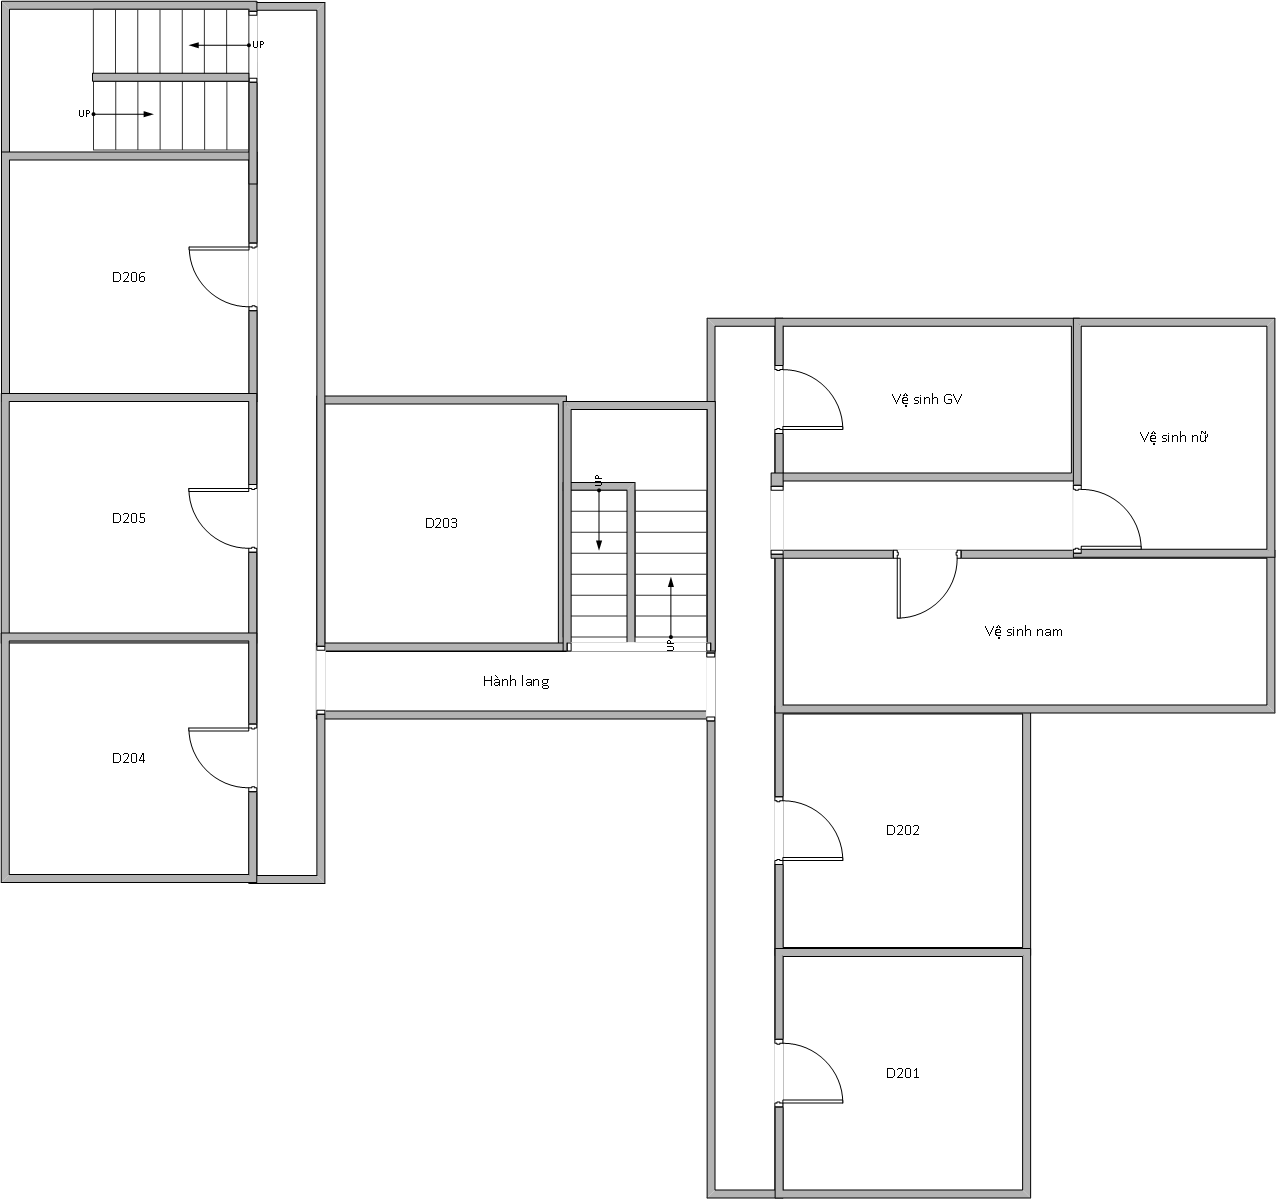 UP
UP
D206
Vệ sinh GV
Vệ sinh nữ
UP
D205
D203
Vệ sinh nam
UP
Hành lang
D204
D202
D201